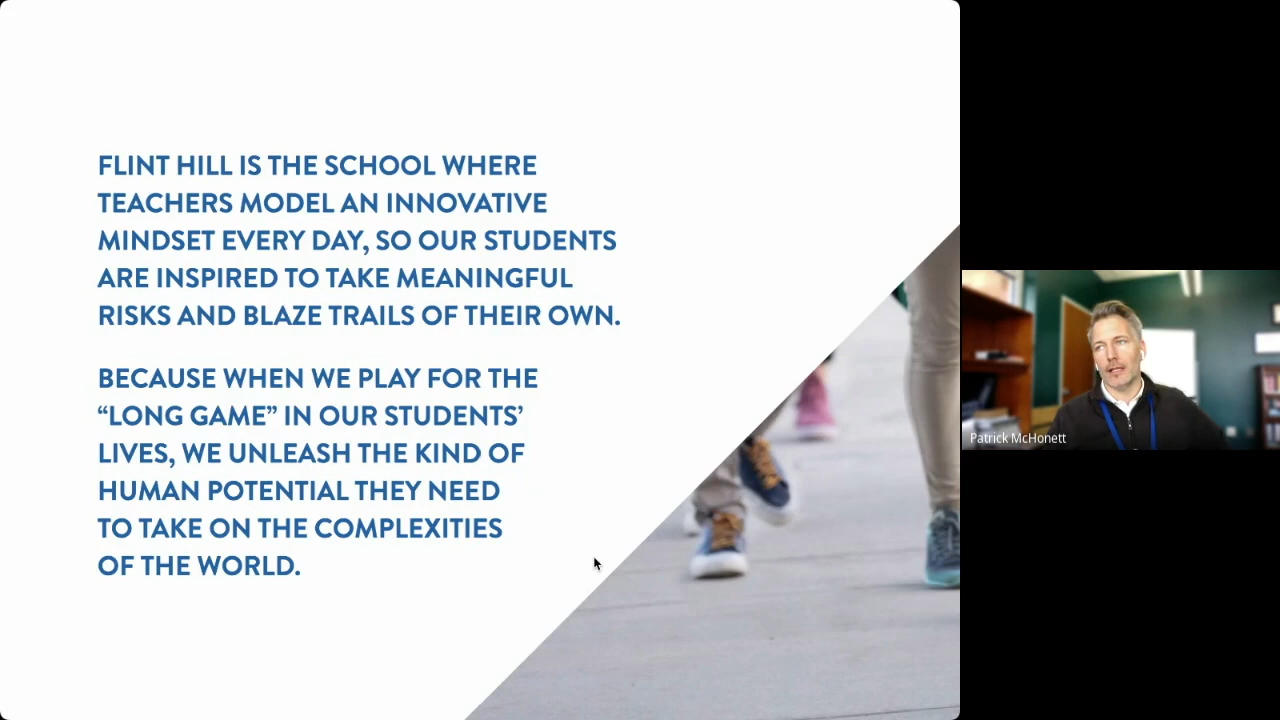 FLINT HILL IS THE SCHOOL WHERE
TEACHERS MODEL AN INNOVATIVE
MINDSET EVERY DAY, SO OUR STUDENTS
ARE INSPIRED TO TAKE MEANINGFUL
RISKS AND BLAZE TRAILS OF THEIR OWN.
BECAUSE WHEN WE PLAY FOR THE
“LONG GAME” IN OUR STUDENTS’
LIVES, WE UNLEASH THE KIND OF
HUMAN POTENTIAL THEY NEED
TO TAKE ON THE COMPLEXITIES
OF THE WORLD.
Patrick McHonett